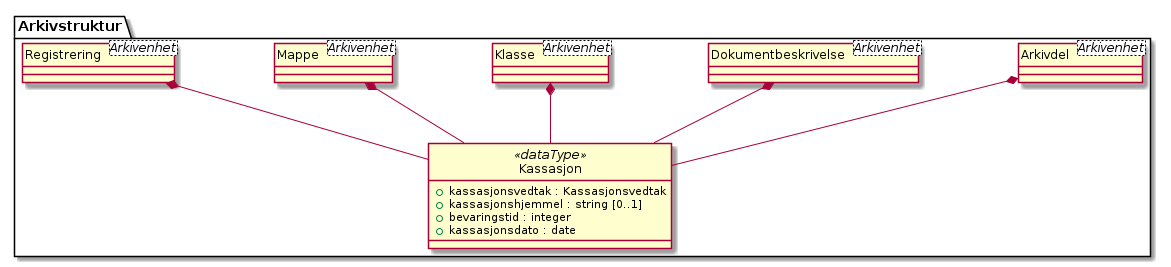 Arkivstruktur
Registrering
Arkivenhet
Mappe
Arkivenhet
Klasse
Arkivenhet
Dokumentbeskrivelse
Arkivenhet
Arkivdel
Arkivenhet
«dataType»
Kassasjon
kassasjonsvedtak : Kassasjonsvedtak
kassasjonshjemmel : string [0..1]
bevaringstid : integer
kassasjonsdato : date